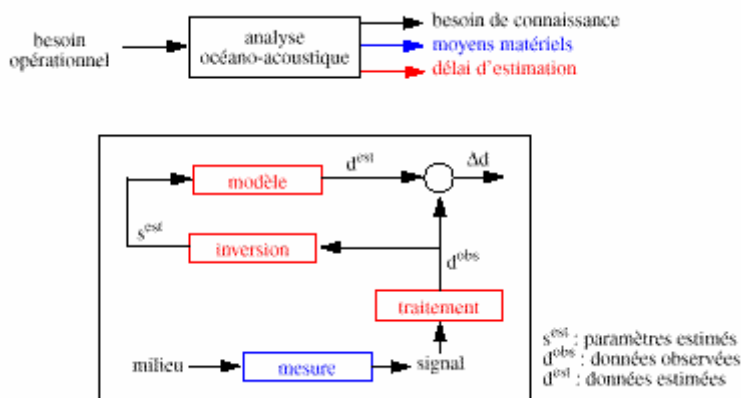 besoin
opérationnel
analyse
océano-acoustique
besoin de connaissance
moyens matériels
délai d'estimation
modèle
d^est
Δd
s^est
inversion
d^obs
traitement
milieu
mesure
signal
s^est : paramètres estimés
d^obs : données observées
d^est : données estimées